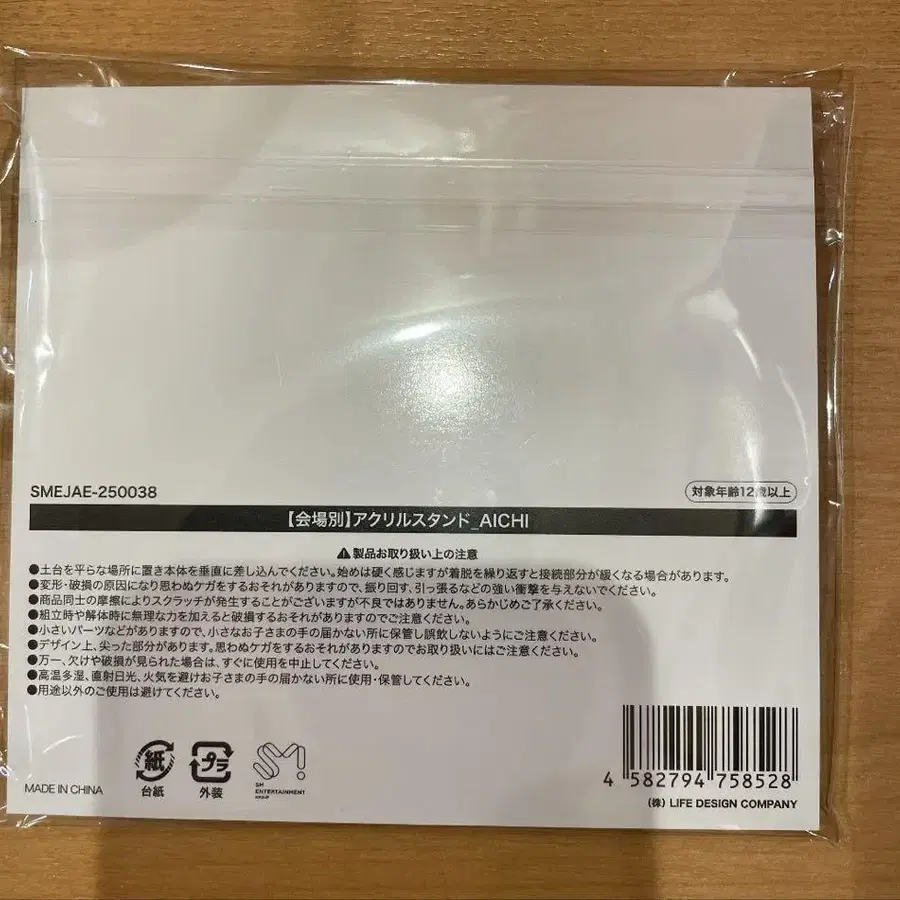 SMEJAE-250038
対象年齢12歳以上
【会場別】アクリルスタンド_AICHI
⚠製品お取り扱い上の注意
●土台を平らな場所に置き本体を垂直に差し込んでください。始めは硬く感じますが着脱を繰り返すと接続部分が緩くなる場合があります。
●変形・破損の原因になり思わぬケガをするおそれがありますので、振り回す、引っ張るなどの強い衝撃を与えないでください。
●商品同士の摩擦によりスクラッチが発生することがございますが不良ではありません。あらかじめご了承ください。
●組立時や解体時に無理な力を加えると破損するおそれがありますのでご注意ください。
●小さいパーツなどがありますので、小さなお子さまの手の届かない所に保管し誤飲しないようにご注意ください。
●デザイン上、尖った部分があります。思わぬケガをするおそれがありますのでお取り扱いにはご注意ください。
●万一、欠けや破損が見られた場合は、すぐに使用を中止してください。
●高温多湿、直射日光、火気を避けお子さまの手の届かない所に使用・保管してください。
●用途以外のご使用は避けてください。
MADE IN CHINA
紙
台紙
プラ
外装
SM
SM
ENTERTAINMENT
GROUP
4 582794 758528
(株) LIFE DESIGN COMPANY